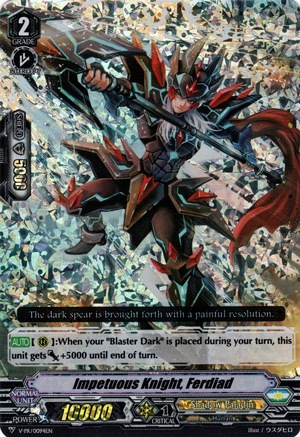 2
GRADE
5000
The dark spear is brought forth with a painful resolution.
AUTO [ ]:When your "Blaster Dark" is placed during your turn, this
unit gets +5000 until end of turn.
Impetuous Knight, Ferdiad
NORMAL
UNIT
Shadow Paladin
V-PR/0094EN
POWER
10000
1
CRITICAL
Illust / ウスダヒロ